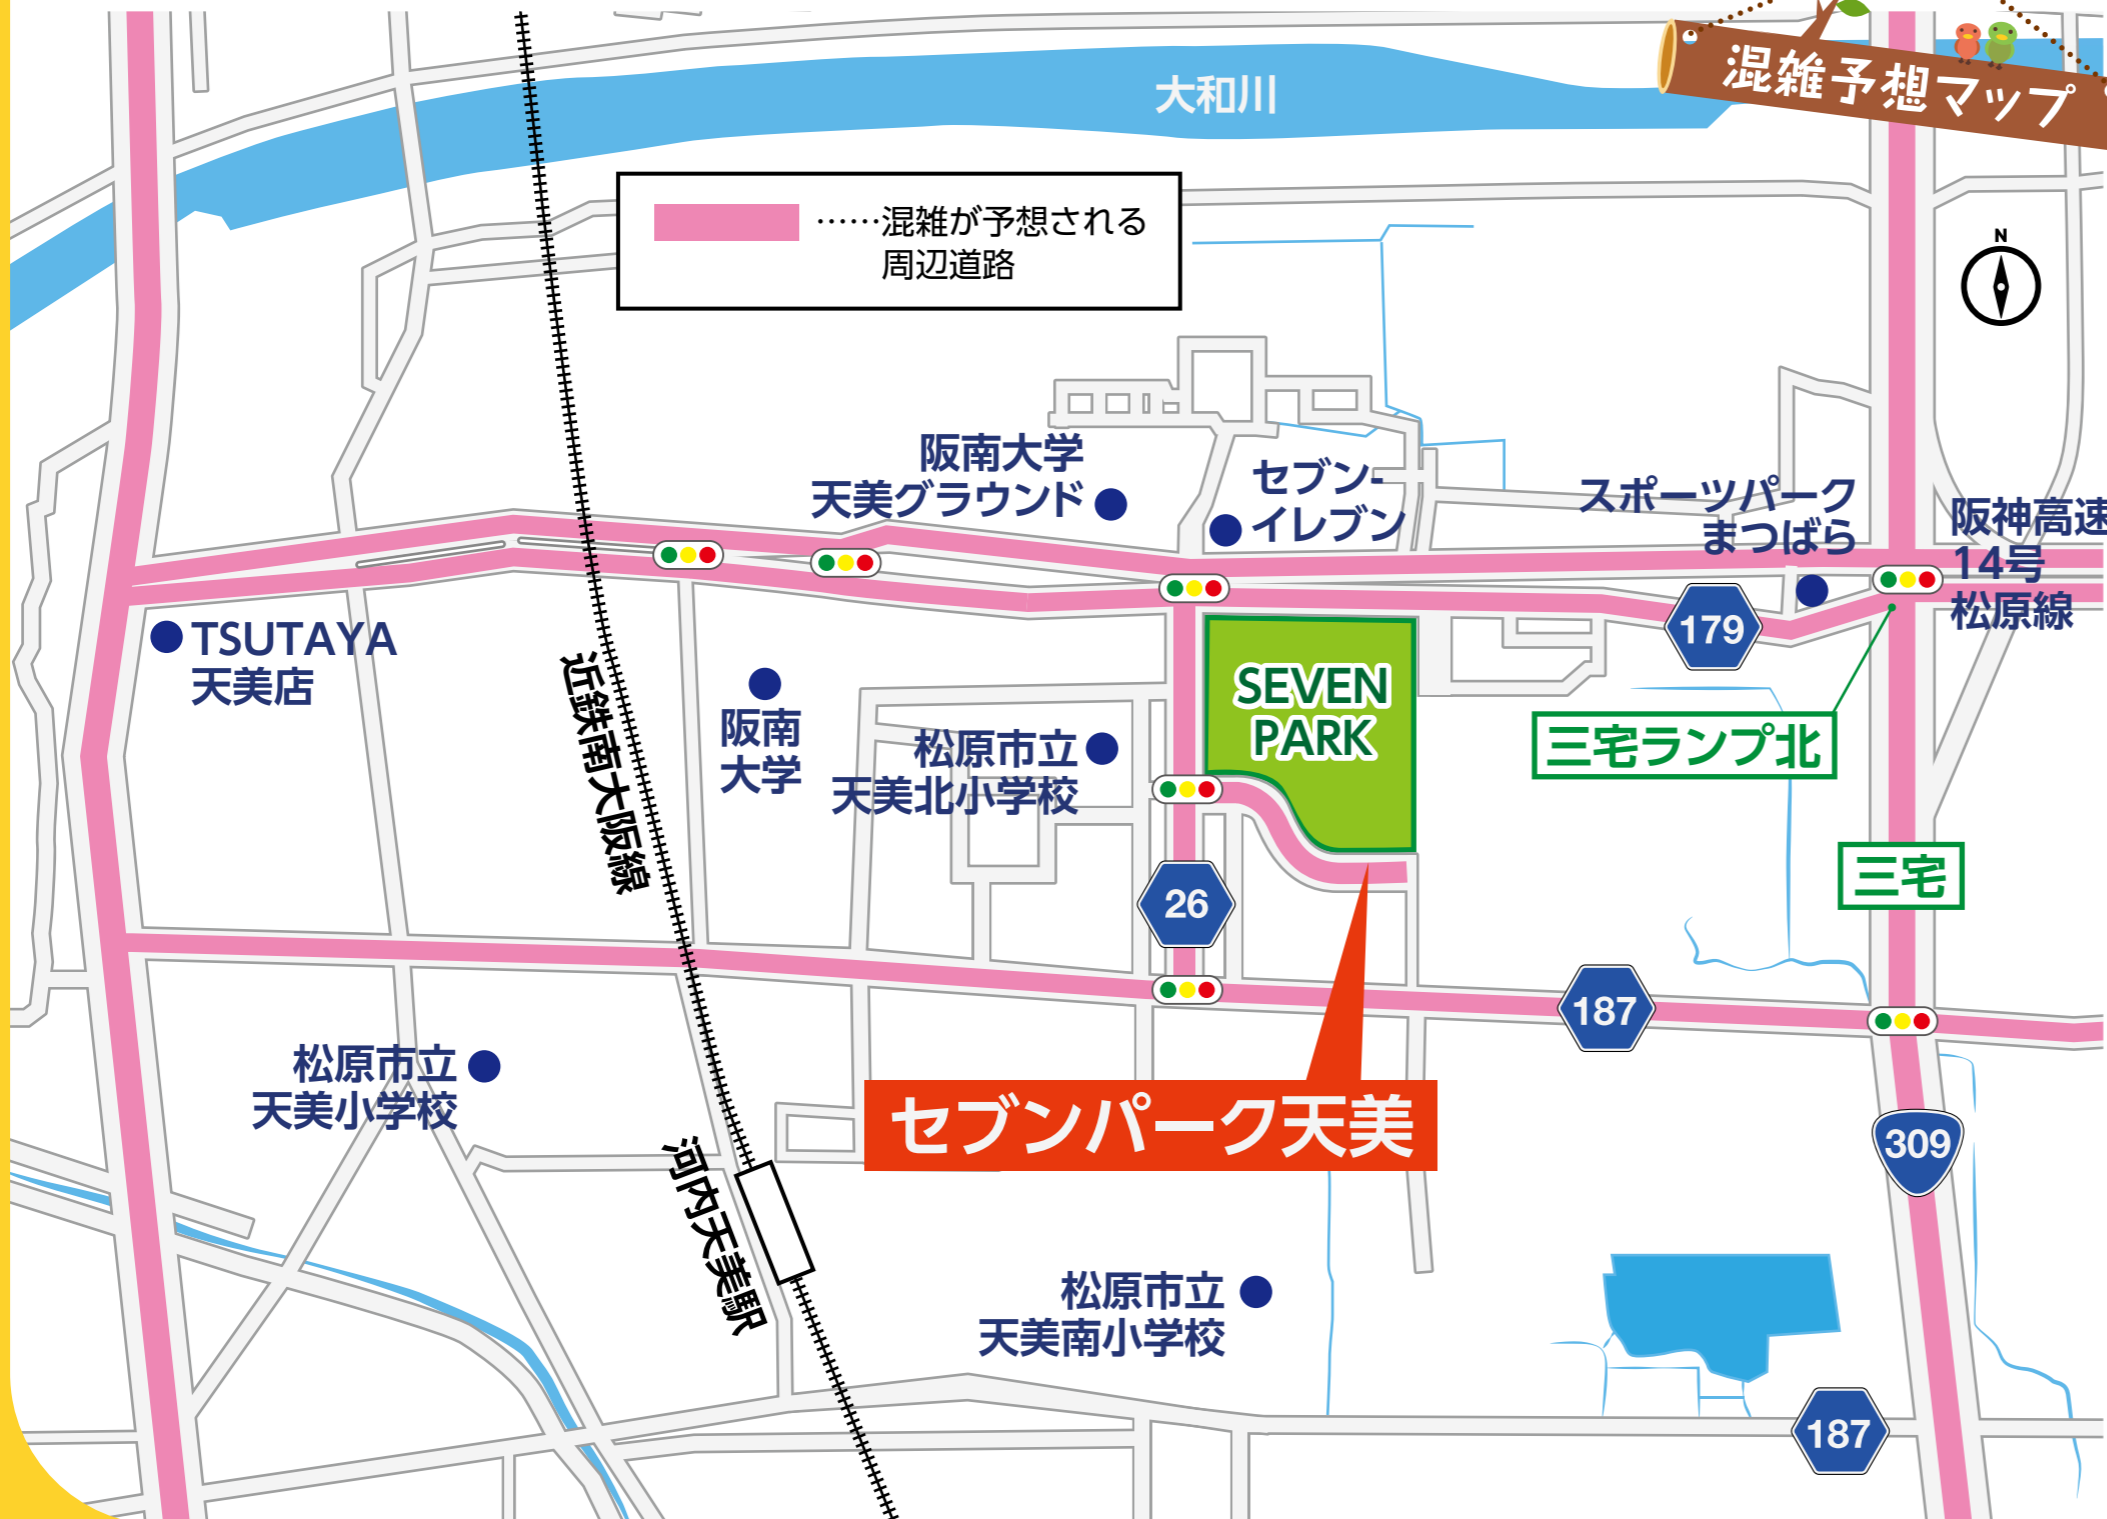 混雑予想マップ
大和川
……混雑が予想される
周辺道路
N
阪南大学
天美グラウンド
セブン-
イレブン
スポーツパーク
まつばら
阪神高速
14号
松原線
179
TSUTAYA
天美店
近鉄南大阪線
阪南
大学
松原市立
天美北小学校
SEVEN
PARK
三宅ランプ北
三宅
26
187
松原市立
天美小学校
セブンパーク天美
309
河内天美駅
松原市立
天美南小学校
187